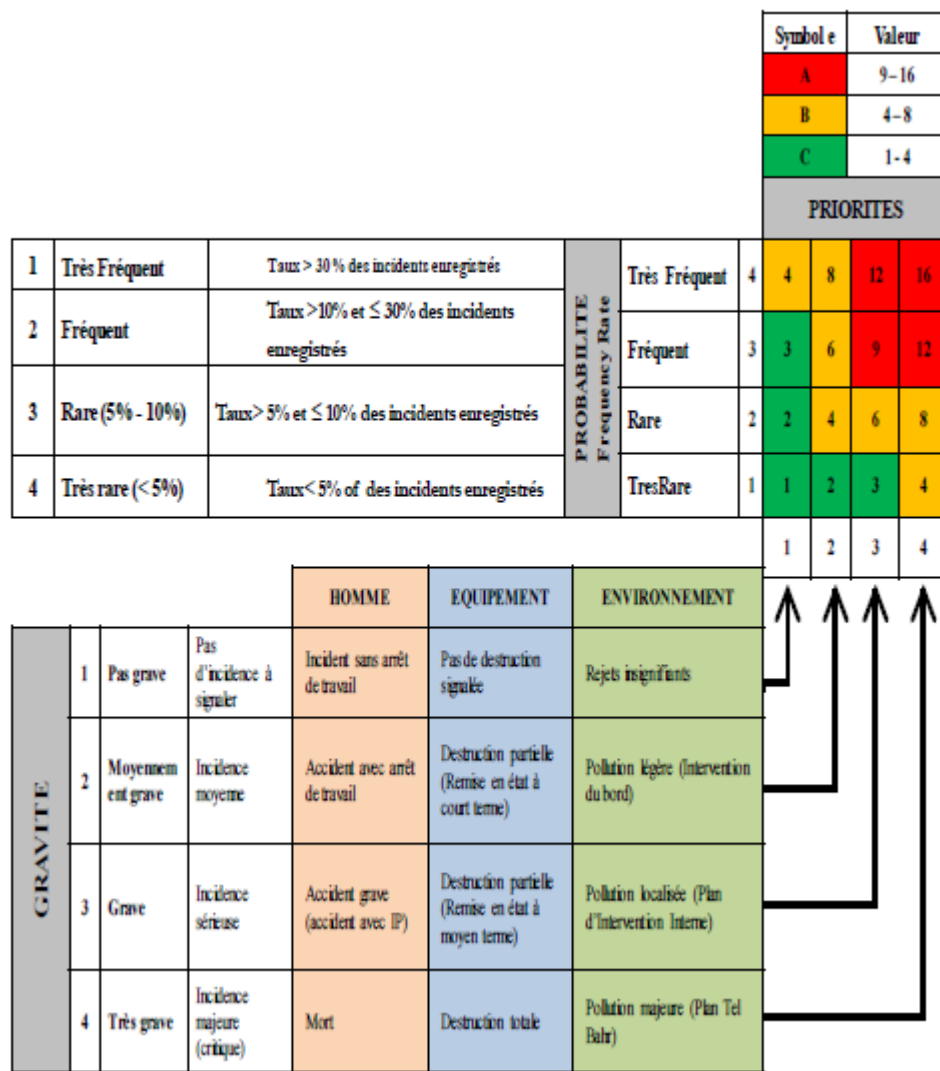 Symbol e Valeur
A 9–16
B 4–8
C 1-4
PRIORITES
1 Très Fréquent Taux > 30 % des incidents enregistrés
2 Fréquent Taux >10% et ≤ 30% des incidents
enregistrés
3 Rare (5% - 10%) Taux> 5% et ≤ 10% des incidents enregistrés
4 Très rare (< 5%) Taux< 5% of des incidents enregistrés
PROBABILITE
Frequency Rate
Très Fréquent 4 4 8 12 16
Fréquent 3 3 6 9 12
Rare 2 2 4 6 8
TresRare 1 1 2 3 4
1 2 3 4
HOMME EQUIPEMENT ENVIRONNEMENT
GRAVITE
1 Pas grave
Pas
d'incidence à
signaler
Incident sans arrêt
de travail
Pas de destruction
signalée
Rejets insignifiants
2 Moyennem
ent grave
Incidence
moyenne
Accident avec arrêt
de travail
Destruction partielle
(Remise en état à
court terme)
Pollution légère (Intervention
du bord)
3 Grave
Incidence
sérieuse
Accident grave
(accident avec IP)
Destruction partielle
(Remise en état à
moyen terme)
Pollution localisée (Plan
d'Intervention Interne)
4 Très grave
Incidence
majeure
(critique)
Mort
Destruction totale
Pollution majeure (Plan Tel
Bahr)